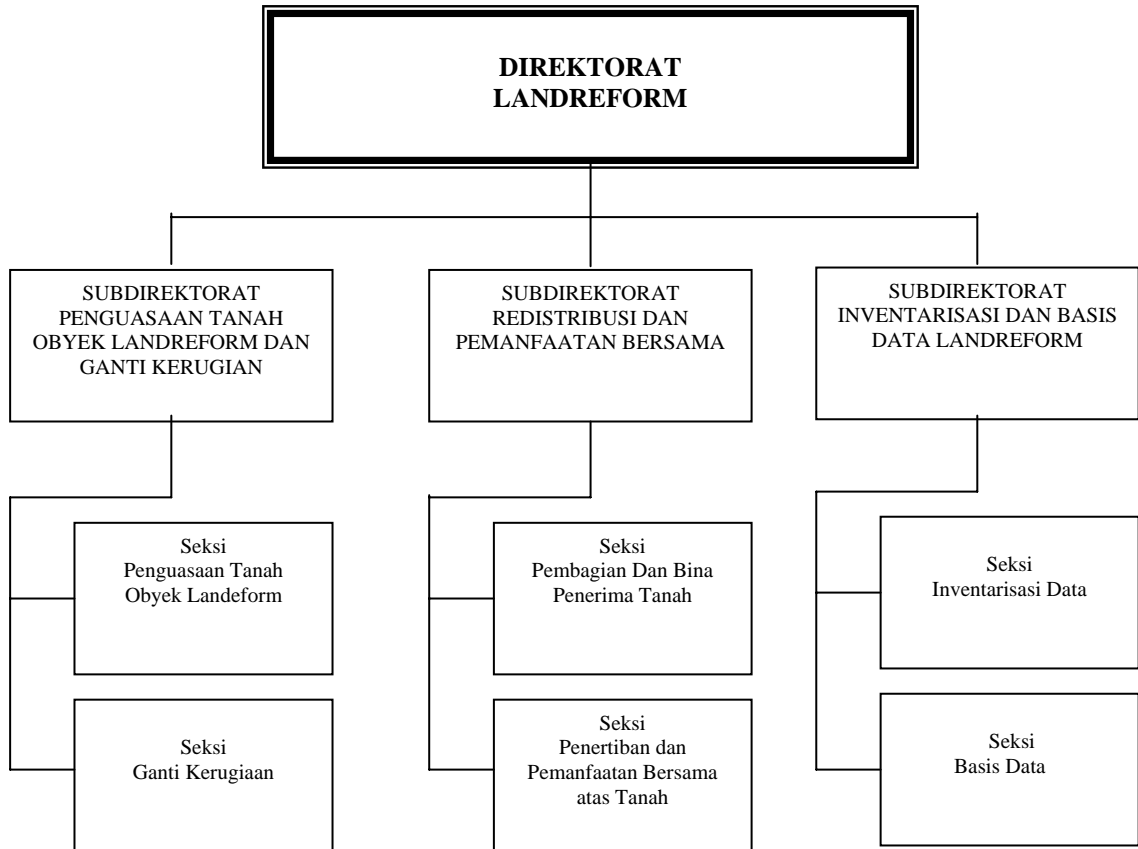 DIREKTORAT
LANDREFORM
SUBDIREKTORAT
PENGUASAAN TANAH
OBYEK LANDREFORM DAN
GANTI KERUGIAN
SUBDIREKTORAT
REDISTRIBUSI DAN
PEMANFAATAN BERSAMA
SUBDIREKTORAT
INVENTARISASI DAN BASIS
DATA LANDREFORM
Seksi
Penguasaan Tanah
Obyek Landeform
Seksi
Pembagian Dan Bina
Penerima Tanah
Seksi
Inventarisasi Data
Seksi
Ganti Kerugiaan
Seksi
Penertiban dan
Pemanfaatan Bersama
atas Tanah
Seksi
Basis Data